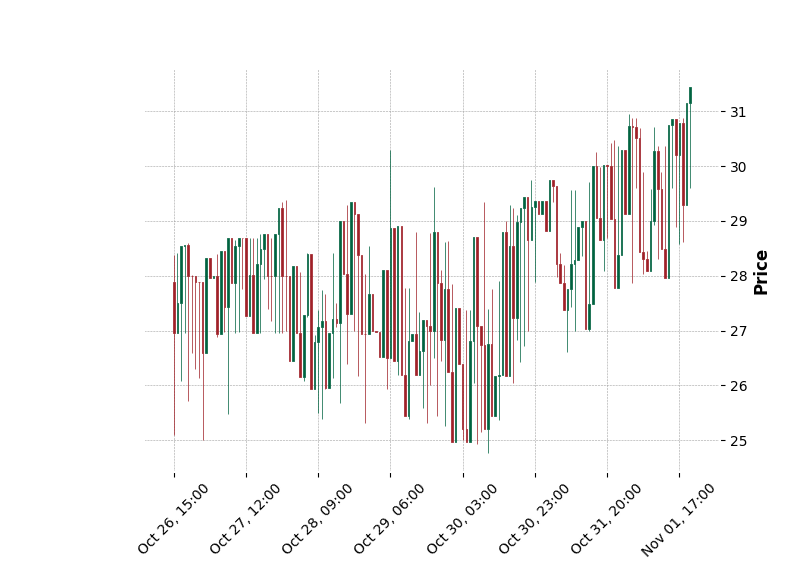 31
30
29
28
27
26
25
Price
Oct 26, 15:00
Oct 27, 12:00
Oct 28, 09:00
Oct 29, 06:00
Oct 30, 03:00
Oct 30, 23:00
Oct 31, 20:00
Nov 01, 17:00